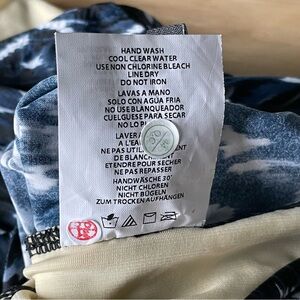 HAND WASH
COOL CLEAR WATER
USE NON CHLORINE BLEACH
LINE DRY
DO NOT IRON
LAVAS A MANO
SOLO CON AGUA FRIA
NO USE BLANQUEADOR
CUELGUESE PARA SECAR
NO LO
LAVER
A L'EA
NE PAS UTILI
DE BLANCH
ETENDRE POUR SECHER
NE PAS REPASSER
HANDWÄSCHE 30°
NICHT CHLOREN
NICHT BÜGELN
ZUM TROCKEN AUFHÄNGEN